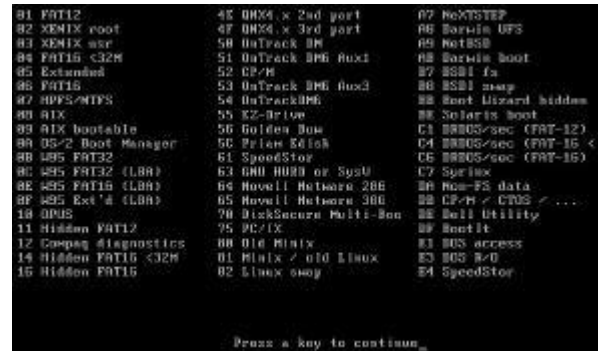 01 FAT12 4E QNX4.x 2nd part A7 NeXTSTEP
02 XENIX root 4F QNX4.x 3rd part A8 Darwin UFS
03 XENIX usr 50 OnTrack DM A9 NetBSD
04 FAT16 <32M 51 OnTrack DM6 Aux1 AB Darwin boot
05 Extended 52 CP/M B7 BSDI fs
06 FAT16 53 OnTrack DM6 Aux3 B8 BSDI swap
07 HPFS/NTFS 54 OnTrackDM6 BB Boot Wizard hidden
08 AIX 55 EZ-Drive BE Solaris boot
09 AIX bootable 56 Golden Bow C1 DRDOS/sec (FAT-12)
0A OS/2 Boot Manager 5C Priam Edisk C4 DRDOS/sec (FAT-16) <
0B W95 FAT32 61 SpeedStor C6 DRDOS/sec (FAT-16)
0C W95 FAT32 (LBA) 63 GNU HURD or SysV C7 Syrinx
0E W95 FAT16 (LBA) 64 Novell Netware 286 DA Non-FS data
0F W95 Ext'd (LBA) 65 Novell Netware 386 DB CP/M / CTOS / ...
10 OPUS 70 DiskSecure Multi-Boo DE Dell Utility
11 Hidden FAT12 75 PC/IX DF BootIt
12 Compaq diagnostics 80 Old Minix E1 DOS access
14 Hidden FAT16 <32M 81 Minix / old Linux E3 DOS R/O
16 Hidden FAT16 82 Linux swap E4 SpeedStor
Press a key to continue_